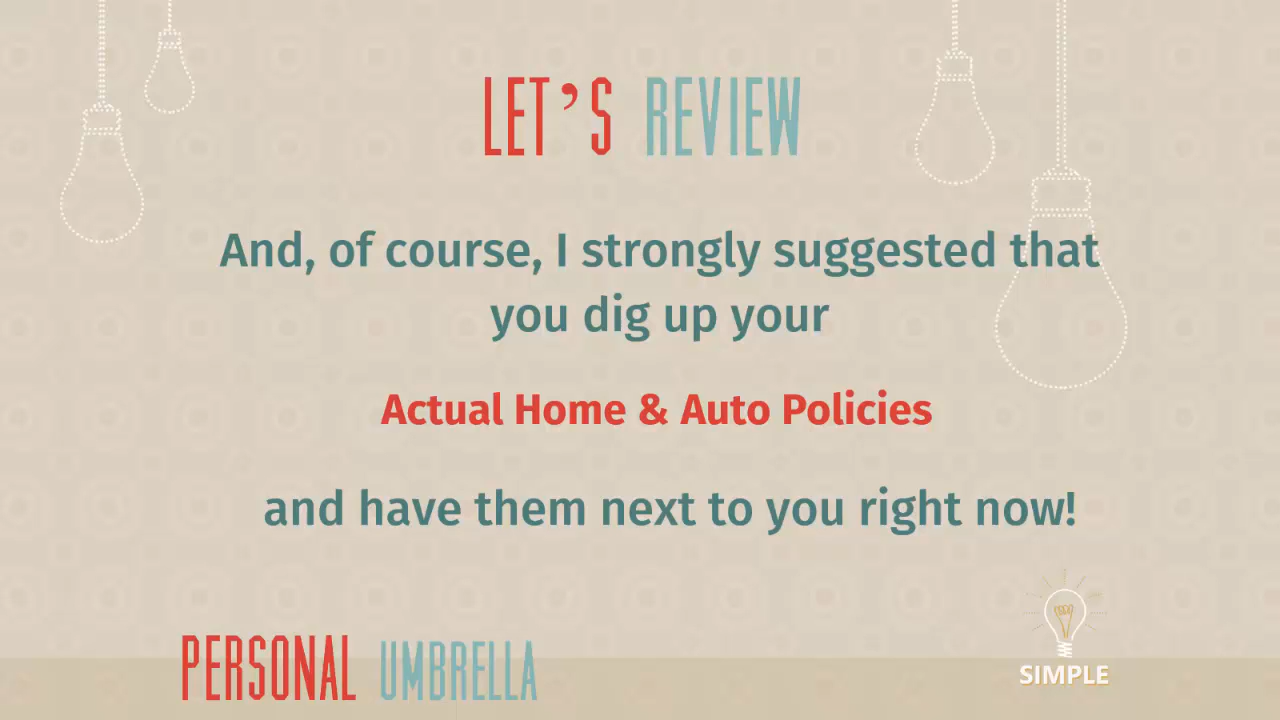 LET'S REVIEW
And, of course, I strongly suggested that
you dig up your
Actual Home & Auto Policies
and have them next to you right now!
PERSONAL UMBRELLA
SIMPLE